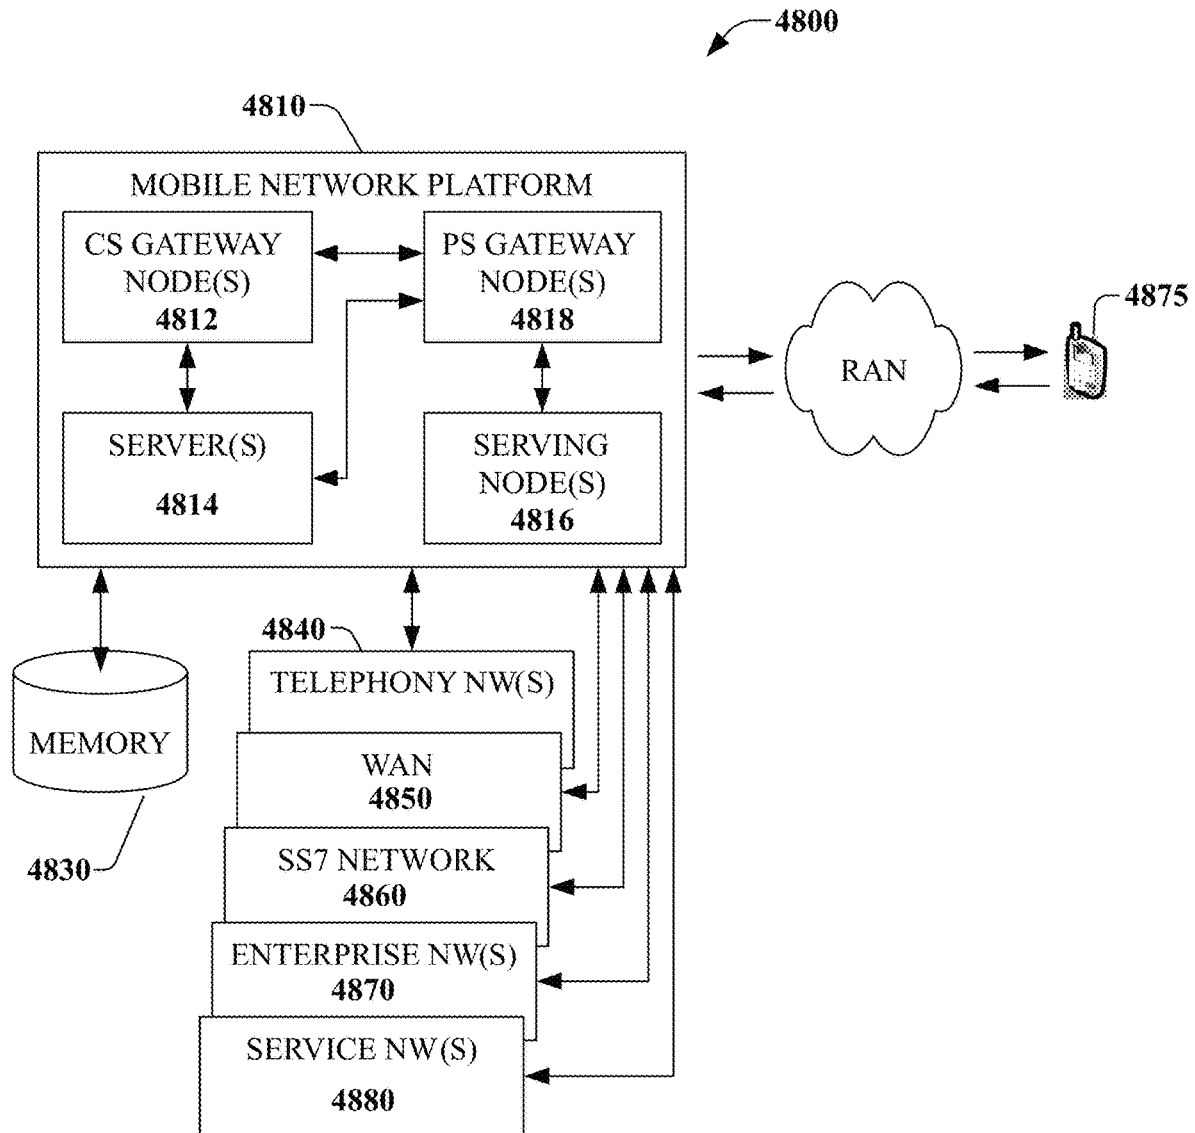 4800
4810
MOBILE NETWORK PLATFORM
CS GATEWAY
NODE(S)
4812
PS GATEWAY
NODE(S)
4818
SERVER(S)
4814
SERVING
NODE(S)
4816
RAN
4875
MEMORY
4830
4840
TELEPHONY NW(S)
WAN
4850
SS7 NETWORK
4860
ENTERPRISE NW(S)
4870
SERVICE NW(S)
4880